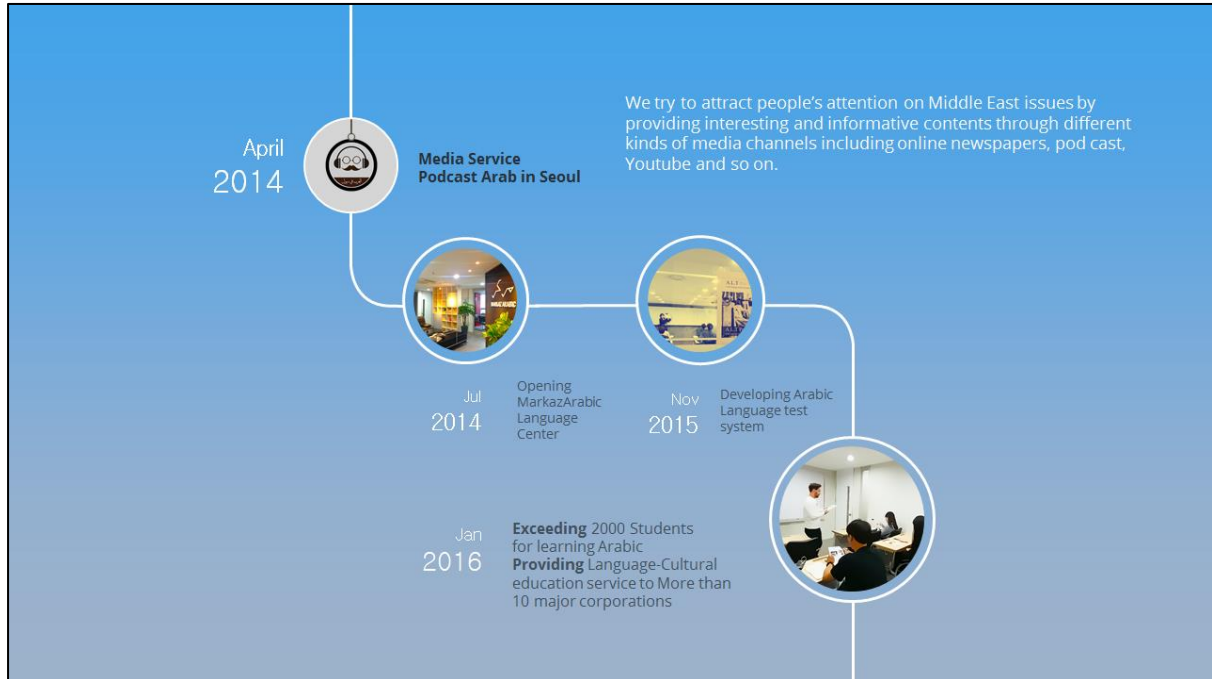 We try to attract people’s attention on Middle East issues by
providing interesting and informative contents through different
kinds of media channels including online newspapers, pod cast,
Youtube and so on.
April
2014
Media Service
Podcast Arab in Seoul
Jul
2014
Opening
MarkazArabic
Language
Center
Nov
2015
Developing Arabic
Language test
system
Jan
2016
Exceeding 2000 Students
for learning Arabic
Providing Language-Cultural
education service to More than
10 major corporations